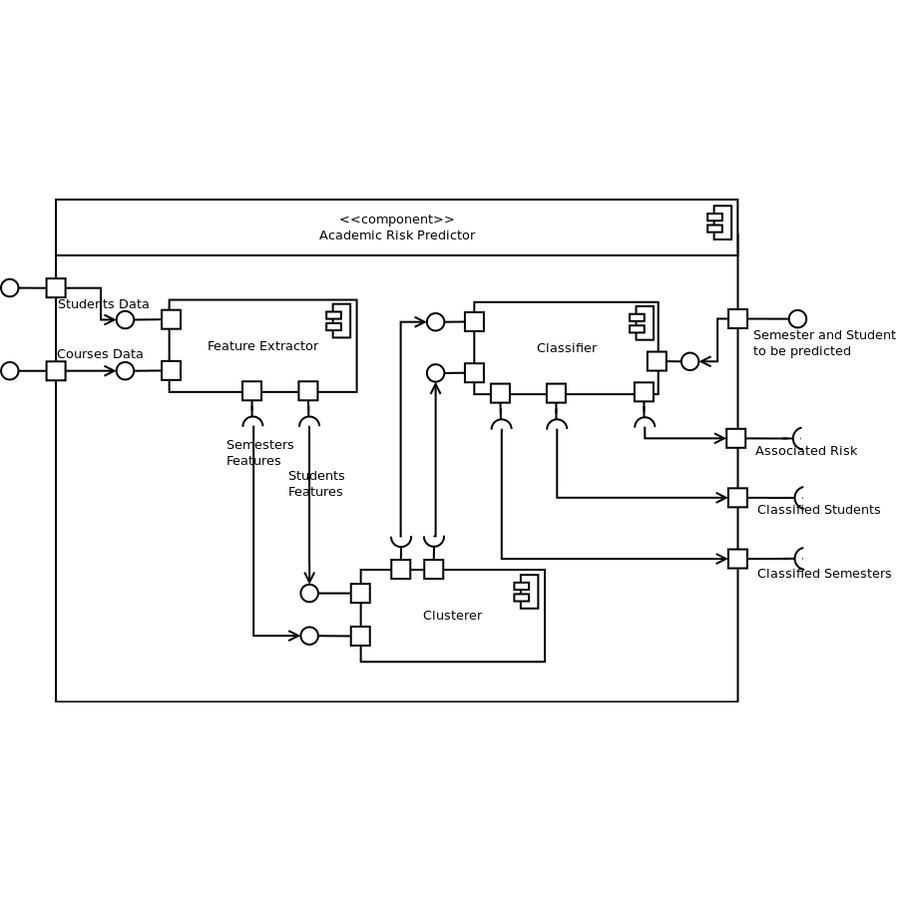 <<component>>
Academic Risk Predictor
Students Data
Courses Data
Feature Extractor
Classifier
Semester and Student
to be predicted
Semesters
Features
Students
Features
Associated Risk
Classified Students
Classified Semesters
Clusterer